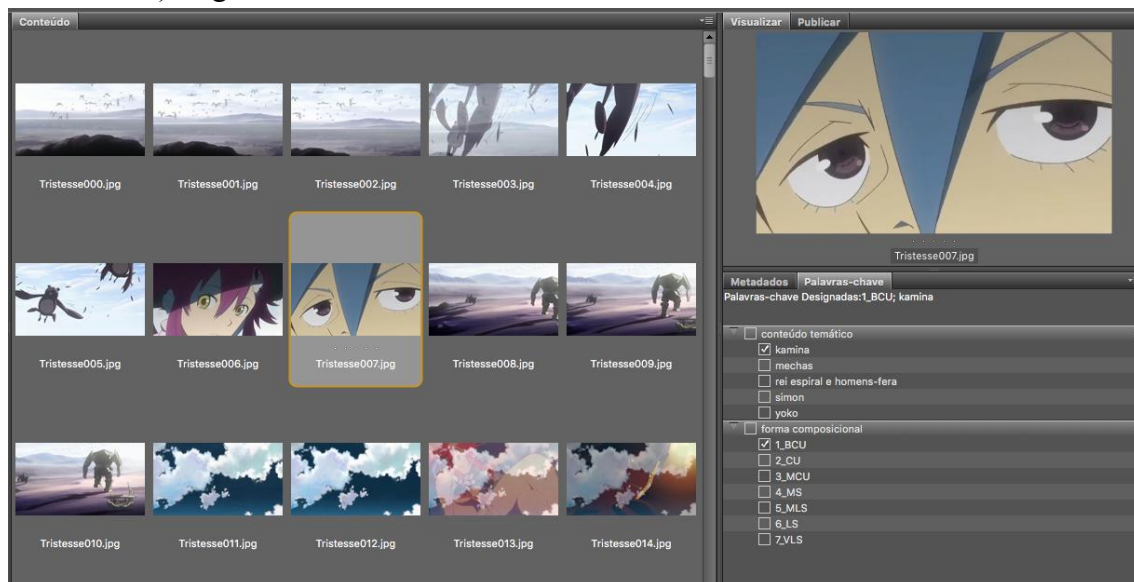 Conteúdo
Tristesse000.jpg Tristesse001.jpg Tristesse002.jpg Tristesse003.jpg Tristesse004.jpg
Tristesse005.jpg Tristesse006.jpg Tristesse007.jpg Tristesse008.jpg Tristesse009.jpg
Tristesse010.jpg Tristesse011.jpg Tristesse012.jpg Tristesse013.jpg Tristesse014.jpg
Visualizar Publicar
Tristesse007.jpg
Metadados Palavras-chave
Palavras-chave Designadas:1_BCU; kamina
conteúdo temático
kamina
mechas
rei espiral e homens-fera
simon
yoko
forma composicional
1_BCU
2_CU
3_MCU
4_MS
5_MLS
6_LS
7_VLS